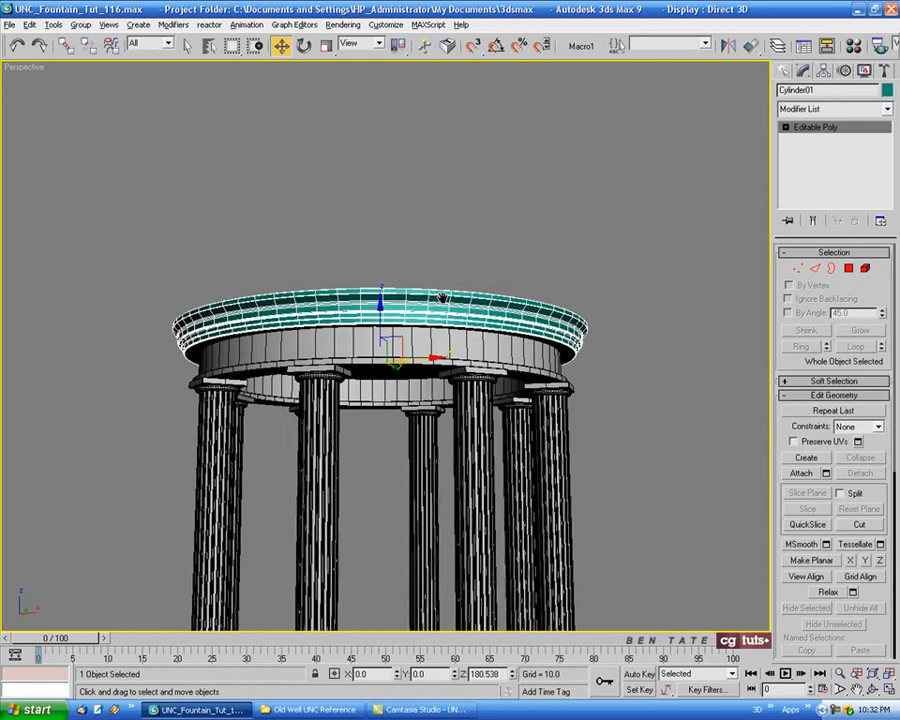 UNC_Fountain_Tut_116.max - Project Folder: C:\Documents and Settings\HP_Administrator\My Documents\3dsmax - Autodesk 3ds Max 9 - Display : Direct 3D
File Edit Tools Group Views Create Modifiers reactor Animation Graph Editors Rendering Customize MAXScript Help
All View Macro1
Perspective
Cylinder01
Modifier List
Editable Poly
Selection
By Vertex
Ignore Backfacing
By Angle: 45.0
Shrink Grow
Ring Loop
Whole Object Selected
Soft Selection
Edit Geometry
Repeat Last
Constraints: None
Preserve UVs
Create Collapse
Attach Detach
Slice Plane Split
Slice Reset Plane
QuickSlice Cut
MSmooth Tessellate
Make Planar X Y Z
View Align Grid Align
Relax
Hide Selected Unhide All
Hide Unselected
Named Selections:
Copy Paste
z
x
0 / 100
BEN TATE cg tuts+
0 5 10 15 20 25 30 35 40 45 50 55 60 65 70 75 80 85 90 95 100
1 Object Selected X: 0.0 Y: 0.0 Z: 180.538 Grid = 10.0 Auto Key Selected
Click and drag to select and move objects Add Time Tag Set Key Key Filters... 0
start UNC_Fountain_Tut_1... Old Well UNC Reference Camtasia Studio - UN... 3D Apps 10:32 PM